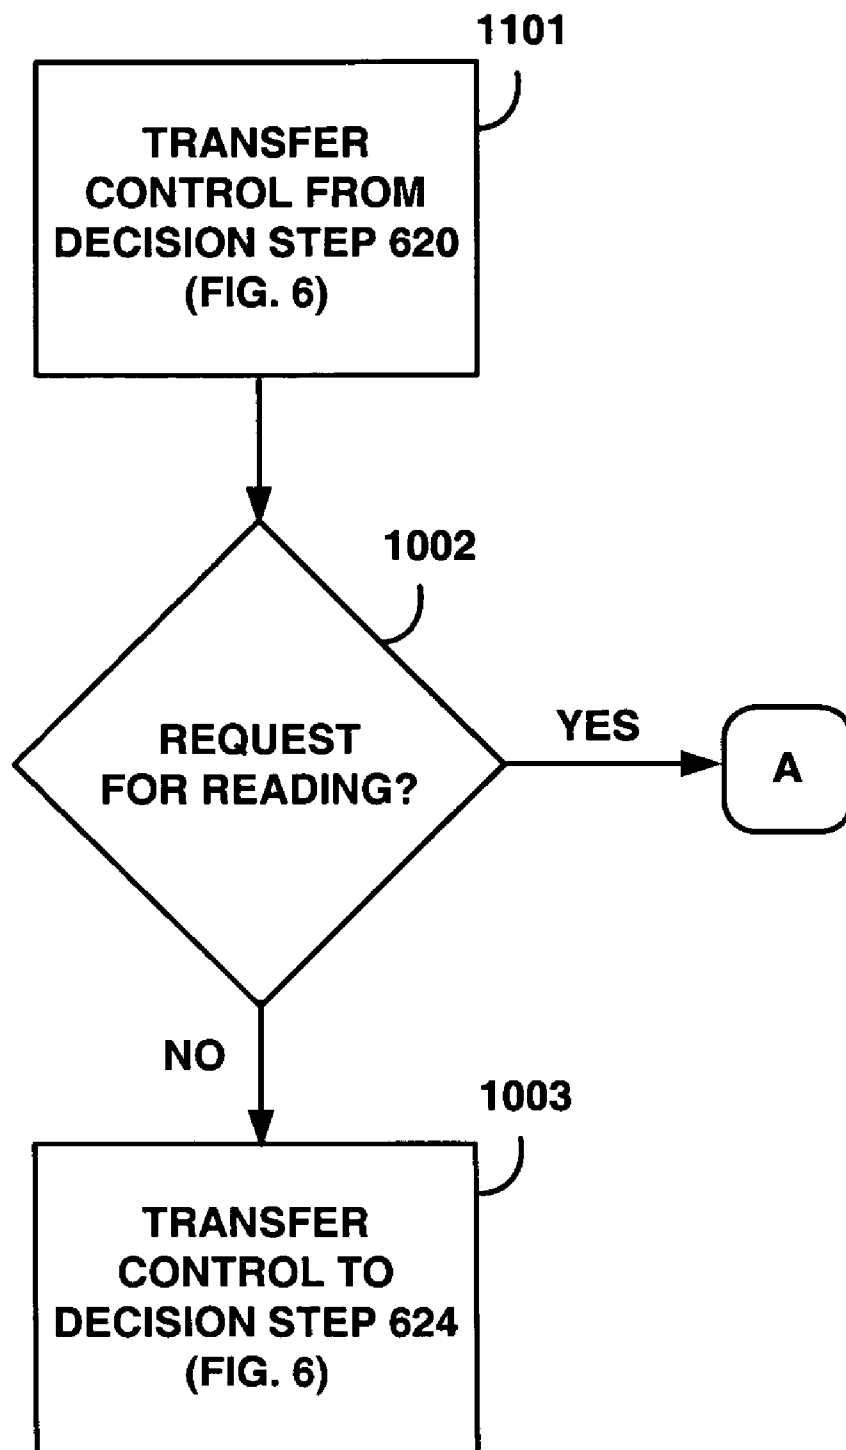 1101
TRANSFER
CONTROL FROM
DECISION STEP 620
(FIG. 6)
1002
REQUEST
FOR READING?
YES
A
NO
1003
TRANSFER
CONTROL TO
DECISION STEP 624
(FIG. 6)